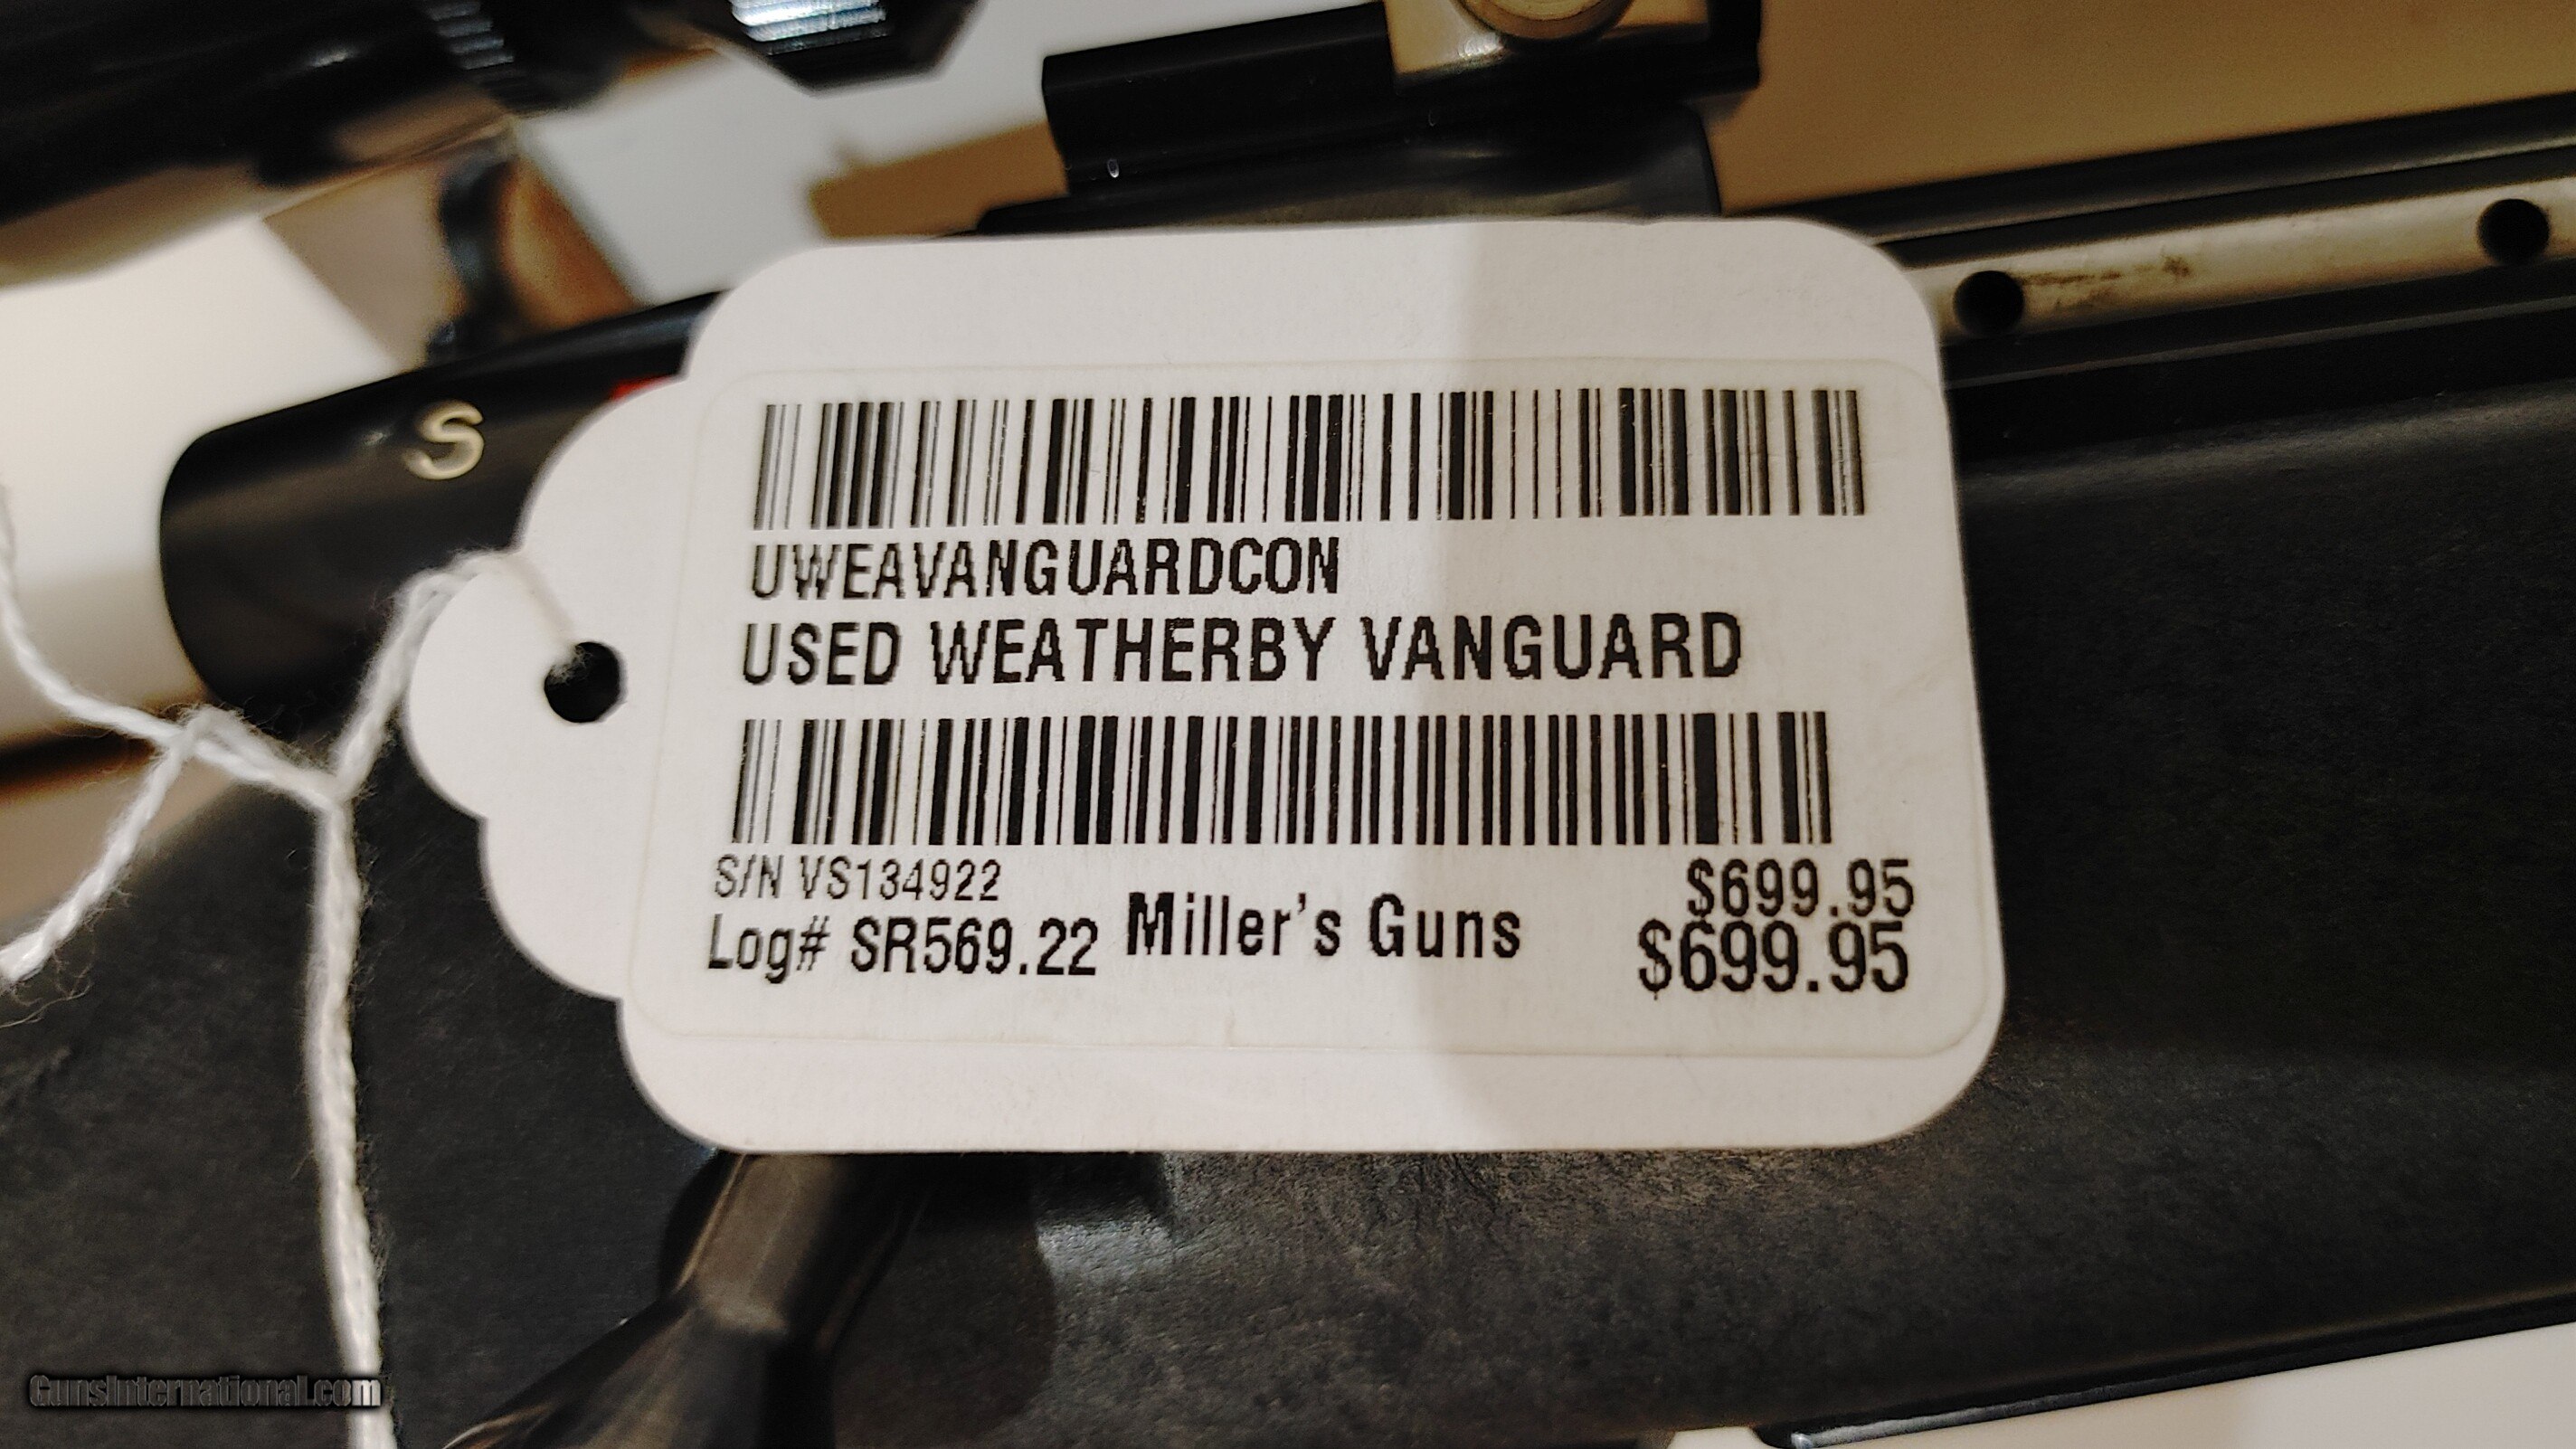 S
UWEAVANGUARDCON
USED WEATHERBY VANGUARD
S/N VS134922
$699.95
Log# SR569.22
Miller's Guns
$699.95
GunsInternational.com